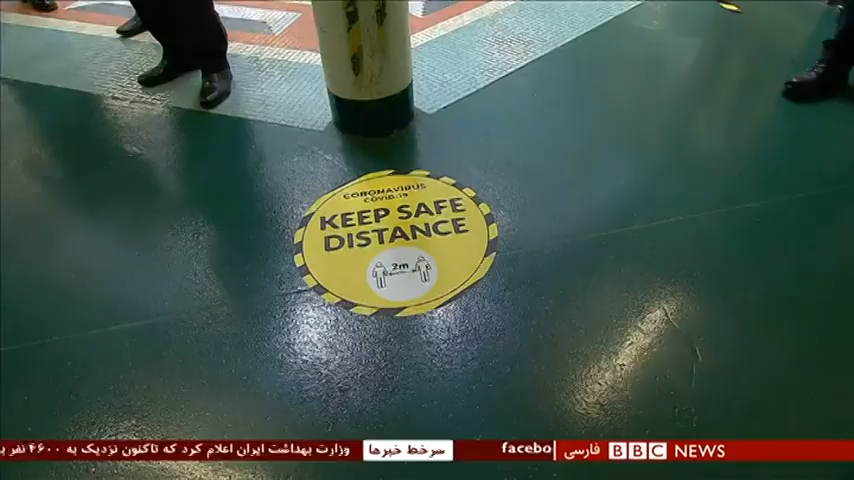 CORONAVIRUS
COVID-19
KEEP SAFE
DISTANCE
2m
وزارت بهداشت ایران اعلام کرد که تاکنون نزدیک به ۴۶۰۰ نفر ب
سرخط خبرها
facebo
BBC NEWS فارسی